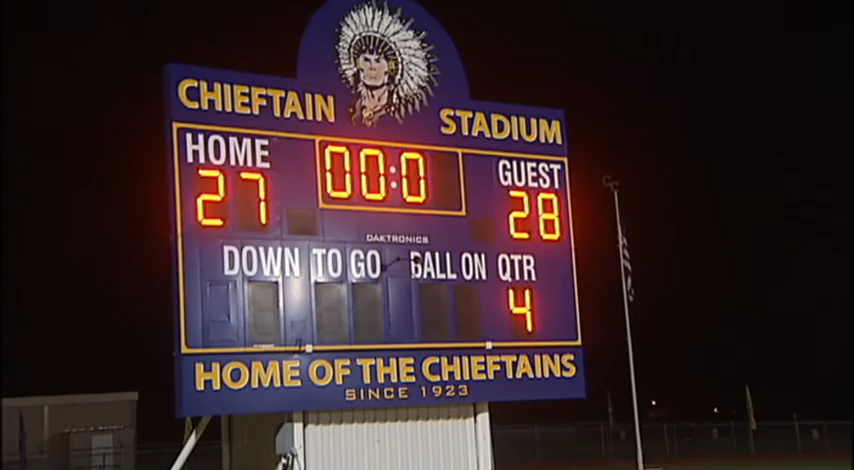 CHIEFTAIN STADIUM
HOME 00:0 GUEST
27 28
DAKTRONICS
DOWN TO GO BALL ON QTR
4
HOME OF THE CHIEFTAINS
SINCE 1923